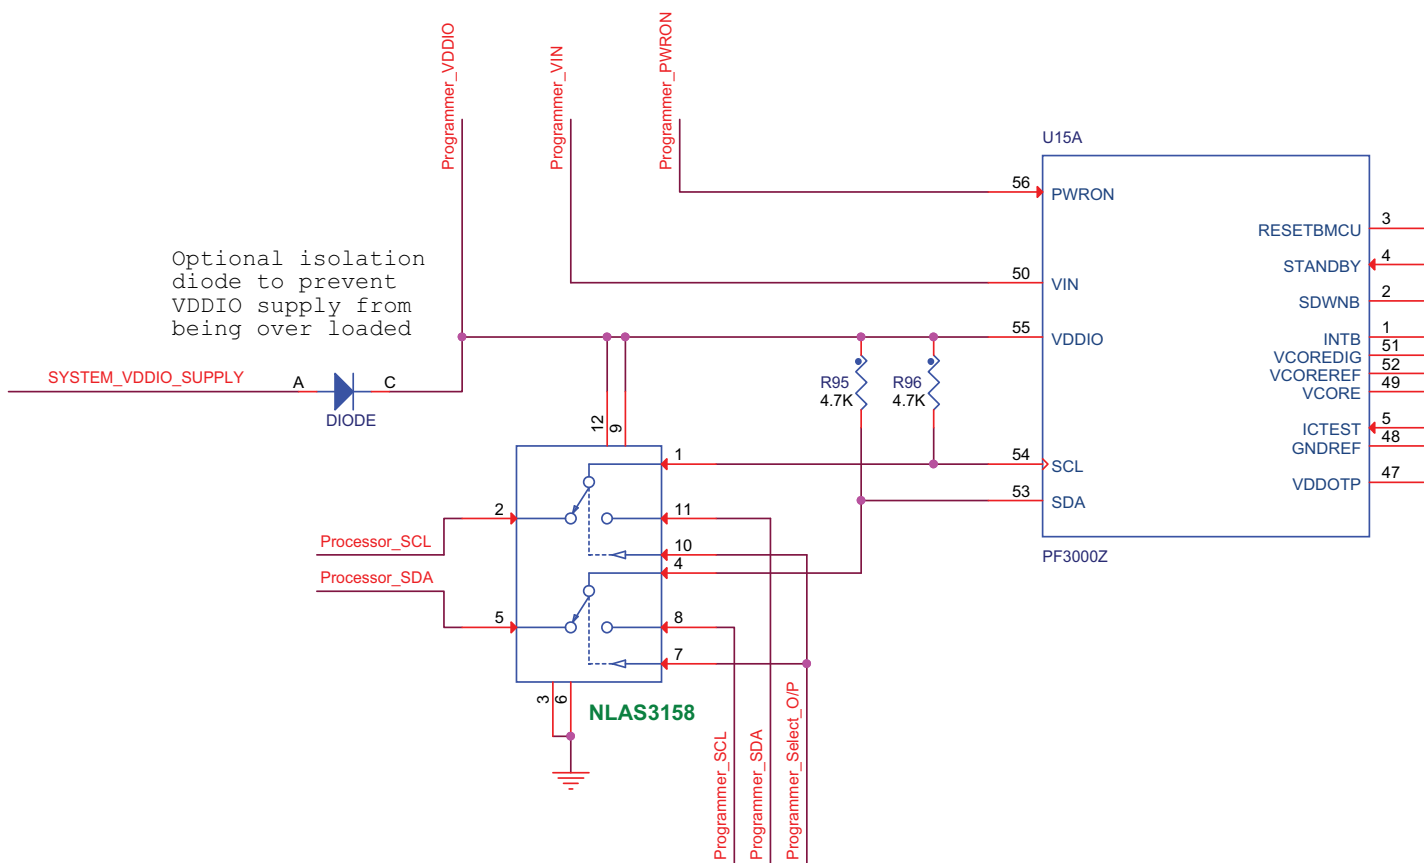 Programmer_VDDIO
Programmer_VIN
Programmer_PWRON
U15A
56
PWRON
RESETBMCU
3
STANDBY
4
50
VIN
SDWNB
2
Optional isolation
diode to prevent
VDDIO supply from
being over loaded
55
VDDIO
INTB
1
VCOREDIG
51
VCOREREF
52
VCORE
49
SYSTEM_VDDIO_SUPPLY
A
C
DIODE
R95
4.7K
R96
4.7K
12
9
ICTEST
5
GNDREF
48
1
54
SCL
VDDOTP
47
53
SDA
2
11
Processor_SCL
10
PF3000Z
4
Processor_SDA
5
8
7
3
6
NLAS3158
Programmer_SCL
Programmer_SDA
Programmer_Select_O/P